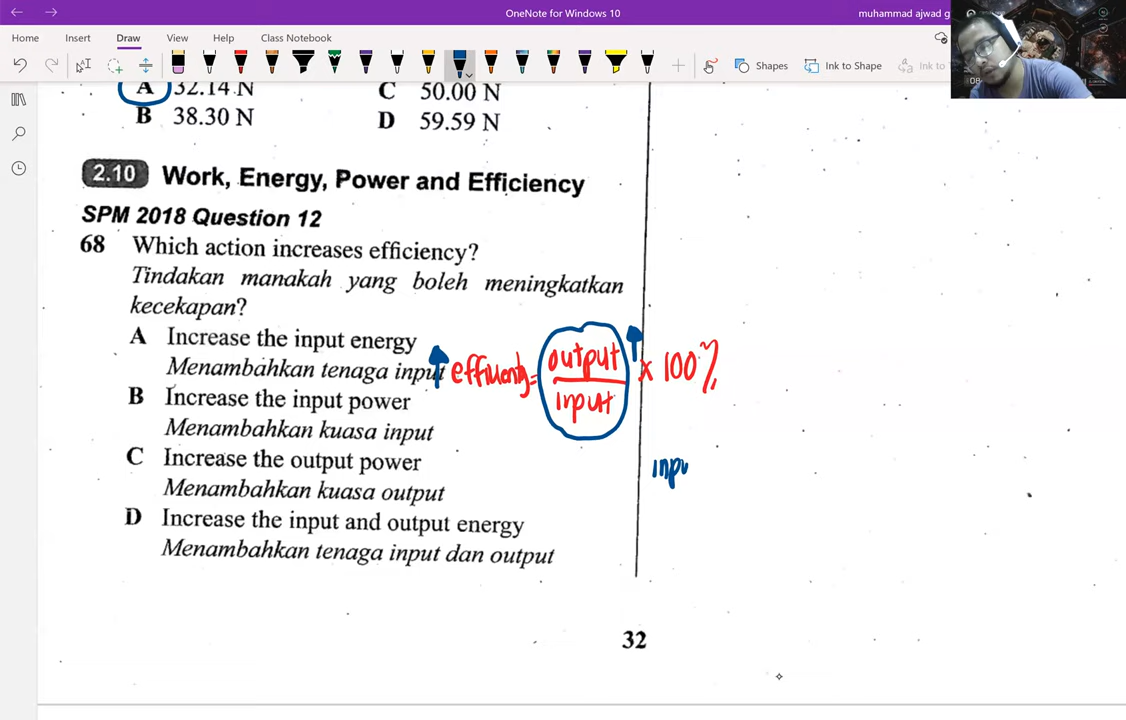 OneNote for Windows 10
muhammad ajwad g
Home Insert Draw View Help Class Notebook
Shapes Ink to Shape Ink to
08
A 32.14 N C 50.00 N
B 38.30 N D 59.59 N
2.10 Work, Energy, Power and Efficiency
SPM 2018 Question 12
68 Which action increases efficiency?
Tindakan manakah yang boleh meningkatkan
kecekapan?
A Increase the input energy
Menambahkan tenaga input
output
efficiency = × 100%
input
B Increase the input power
Menambahkan kuasa input
C Increase the output power
inpu
Menambahkan kuasa output
D Increase the input and output energy
Menambahkan tenaga input dan output
32